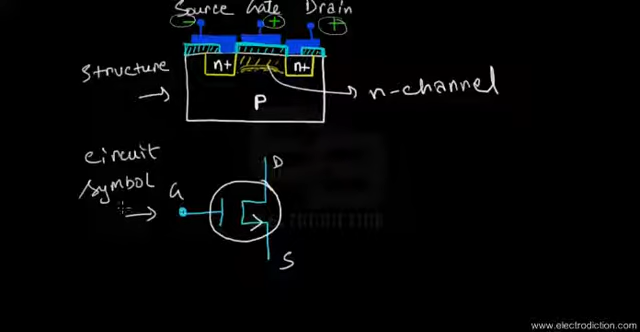 Source Gate Drain
− + +
structure
n+ n+
n-channel
P
circuit
symbol
D
G
S
www.electrodiction.com